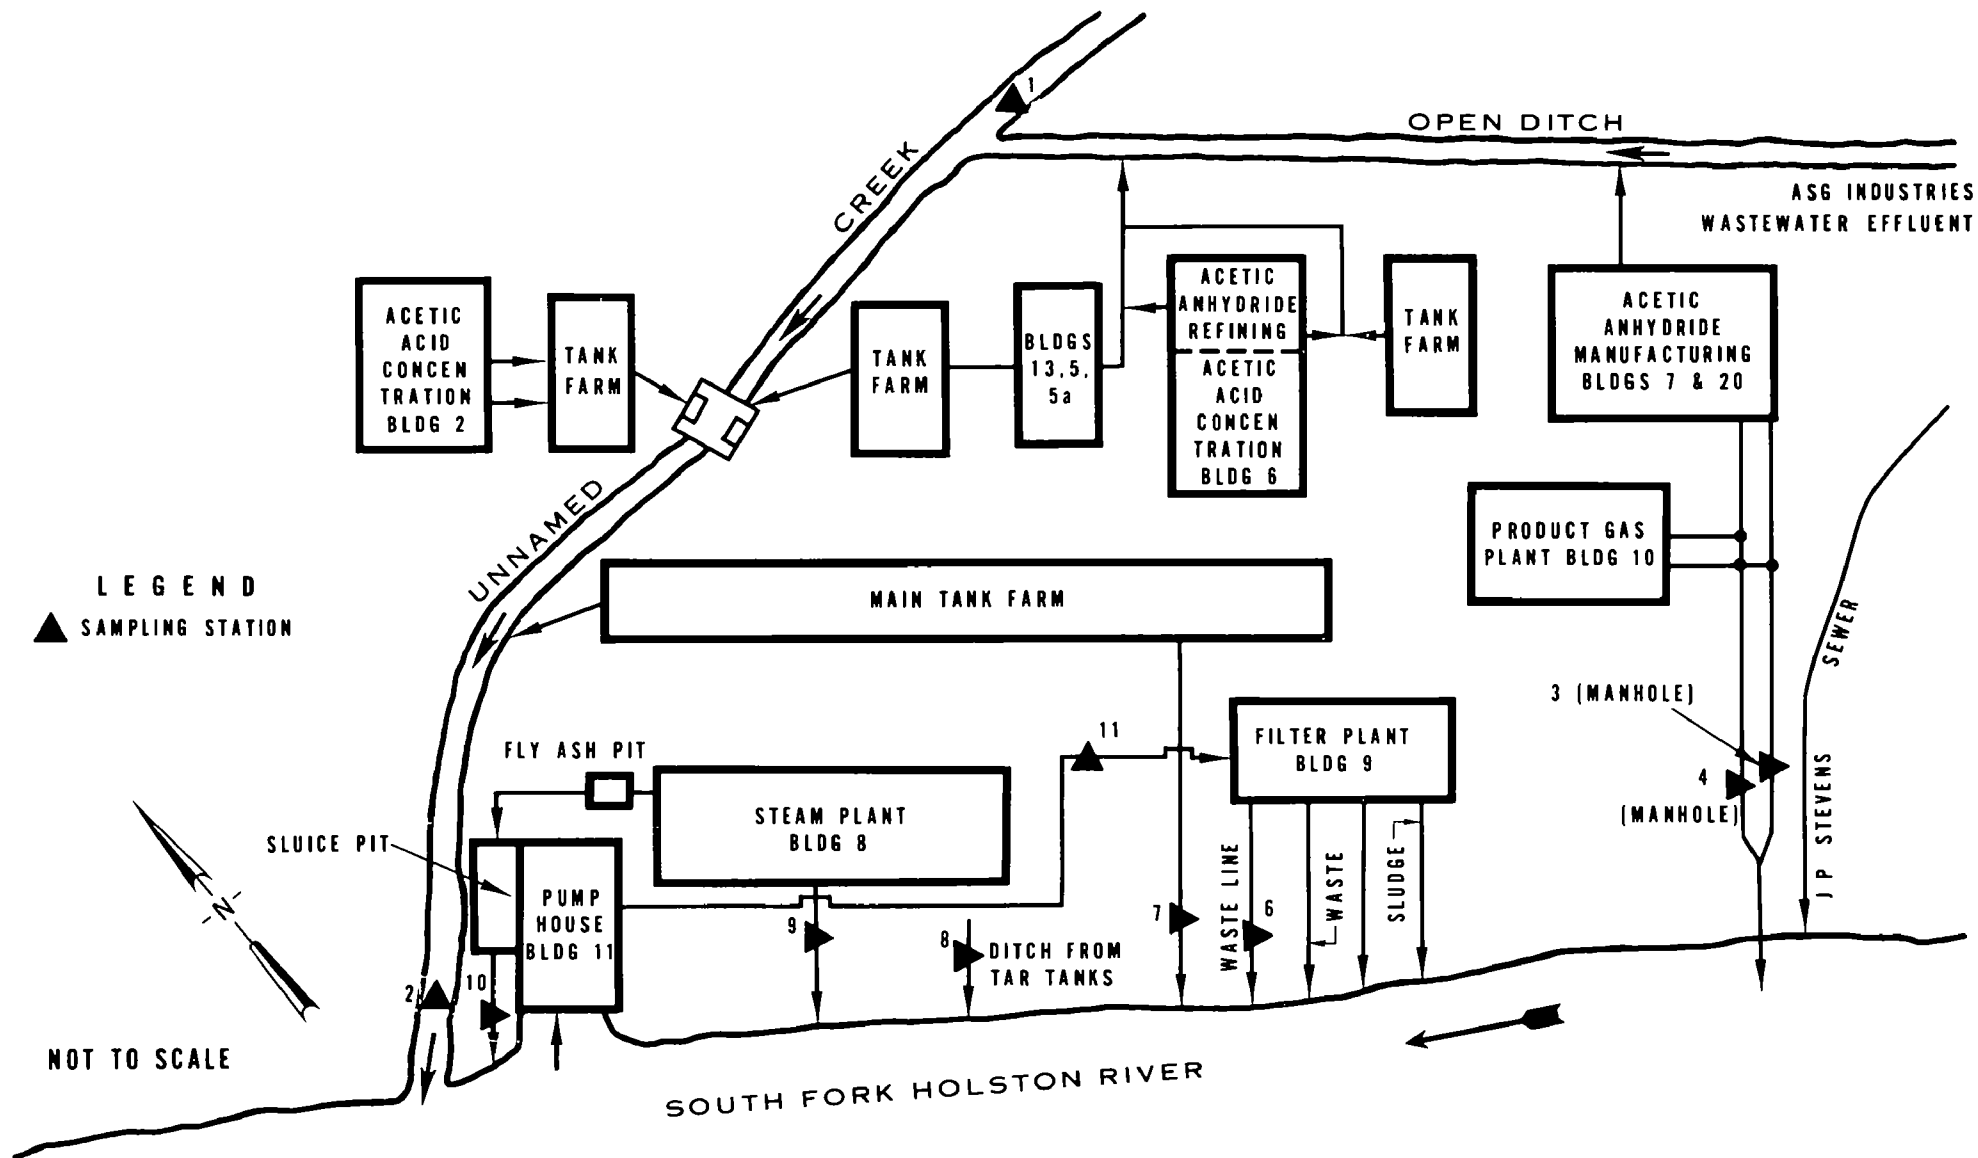 1
OPEN DITCH
ASG INDUSTRIES
WASTEWATER EFFLUENT
CREEK
ACETIC
ACID
CONCEN
TRATION
BLDG 2
TANK
FARM
TANK
FARM
BLDGS
13, 5,
5a
ACETIC
ANHYDRIDE
REFINING
ACETIC
ACID
CONCEN
TRATION
BLDG 6
TANK
FARM
ACETIC
ANHYDRIDE
MANUFACTURING
BLDGS 7 & 20
UNNAMED
PRODUCT GAS
PLANT BLDG 10
LEGEND
SAMPLING STATION
MAIN TANK FARM
SEWER
J P STEVENS
3 (MANHOLE)
4
(MANHOLE)
FLY ASH PIT
11
FILTER PLANT
BLDG 9
STEAM PLANT
BLDG 8
SLUICE PIT
PUMP
HOUSE
BLDG 11
WASTE LINE
WASTE
SLUDGE
N
9
8
DITCH FROM
TAR TANKS
7
6
2
10
NOT TO SCALE
SOUTH FORK HOLSTON RIVER